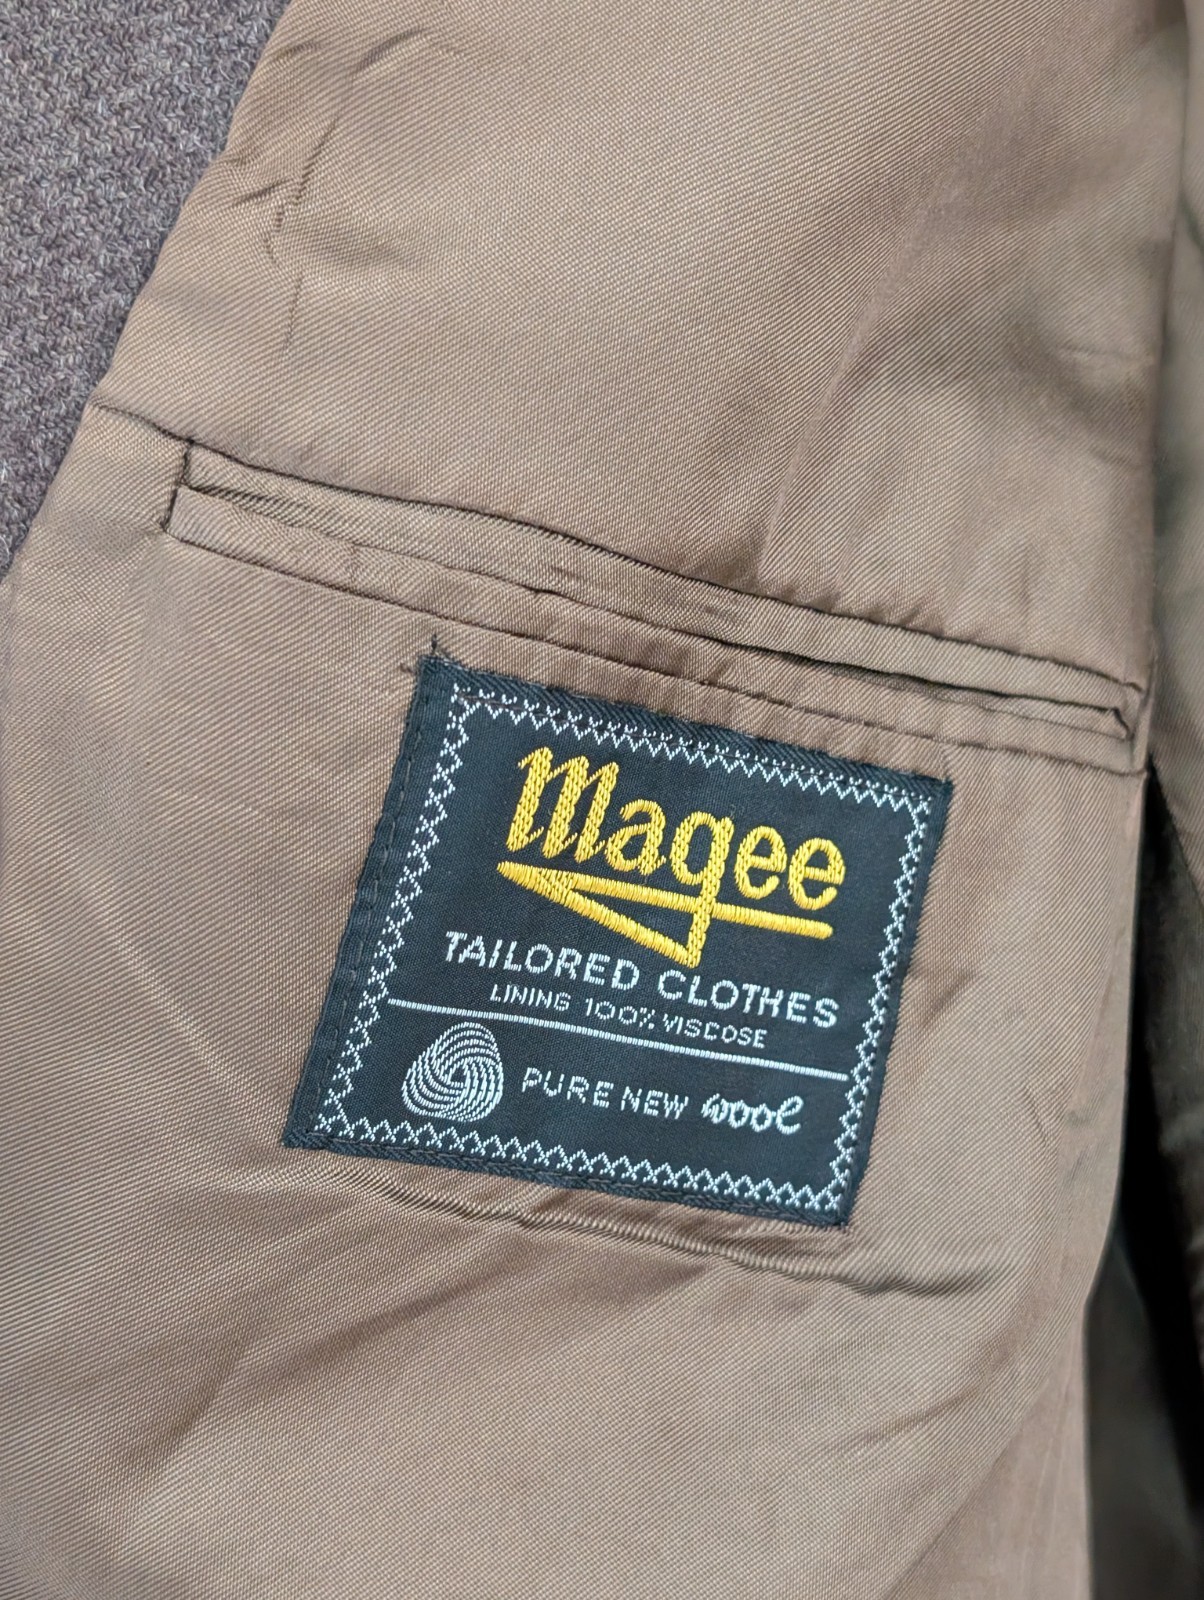 Magee
TAILORED CLOTHES
LINING 100% VISCOSE
PURE NEW wool